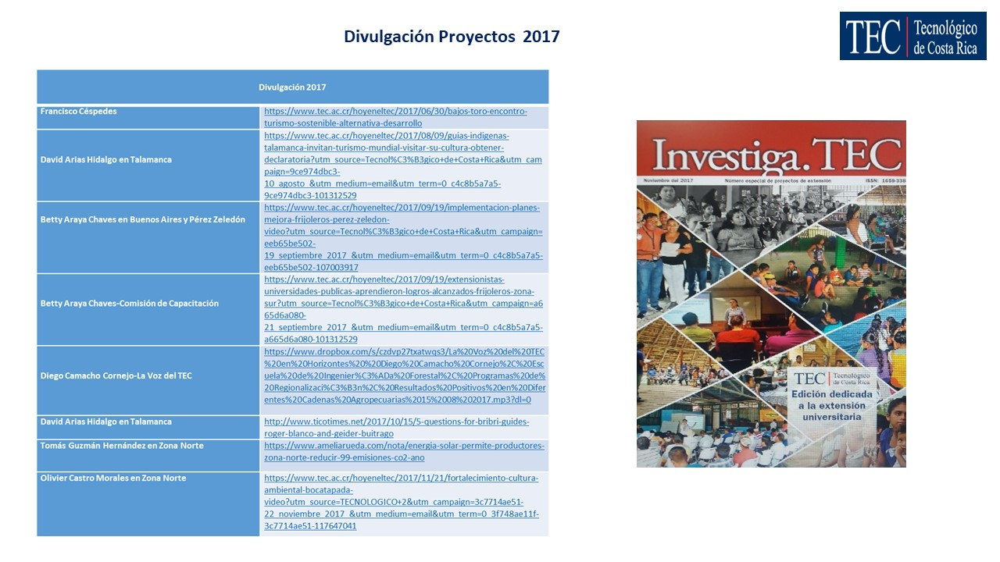 Divulgación Proyectos 2017
TEC
Tecnológico
de Costa Rica
Divulgación 2017
Francisco Céspedes
https://www.tec.ac.cr/hoyeneltec/2017/06/30/bajos-toro-encontro-
turismo-sostenible-alternativa-desarrollo
David Arias Hidalgo en Talamanca
https://www.tec.ac.cr/hoyeneltec/2017/08/09/guias-indigenas-
talamanca-invitan-turismo-mundial-visitar-su-cultura-obtener-
declaratoria?utm_source=Tecnol%C3%B3gico+de+Costa+Rica&utm_cam
paign=9ce974dbc3-
10_agosto_&utm_medium=email&utm_term=0_c4c8b5a7a5-
9ce974dbc3-101312529
Betty Araya Chaves en Buenos Aires y Pérez Zeledón
https://www.tec.ac.cr/hoyeneltec/2017/09/19/implementacion-planes-
mejora-frijoleros-perez-zeledon-
video?utm_source=Tecnol%C3%B3gico+de+Costa+Rica&utm_campaign=
eeb65be502-
19_septiembre_2017_&utm_medium=email&utm_term=0_c4c8b5a7a5-
eeb65be502-107003917
Betty Araya Chaves-Comisión de Capacitación
https://www.tec.ac.cr/hoyeneltec/2017/09/19/extensionistas-
universidades-publicas-aprendieron-logros-alcanzados-frijoleros-zona-
sur?utm_source=Tecnol%C3%B3gico+de+Costa+Rica&utm_campaign=a6
65d6a080-
21_septiembre_2017_&utm_medium=email&utm_term=0_c4c8b5a7a5-
a665d6a080-101312529
Diego Camacho Cornejo-La Voz del TEC
https://www.dropbox.com/s/czdvp27txatwqs3/La%20Voz%20del%20TEC
%20en%20Horizontes%20%20Diego%20Camacho%20Cornejo%2C%20Esc
uela%20de%20Ingenier%C3%ADa%20Forestal%2C%20Programas%20de%
20Regionalizaci%C3%B3n%2C%20Resultados%20Positivos%20en%20Difer
entes%20Cadenas%20Agropecuarias%2015%2008%202017.mp3?dl=0
David Arias Hidalgo en Talamanca
http://www.ticotimes.net/2017/10/15/5-questions-for-bribri-guides-
roger-blanco-and-geider-buitrago
Tomás Guzmán Hernández en Zona Norte
https://www.ameliarueda.com/nota/energia-solar-permite-productores-
zona-norte-reducir-99-emisiones-co2-ano
Olivier Castro Morales en Zona Norte
https://www.tec.ac.cr/hoyeneltec/2017/11/21/fortalecimiento-cultura-
ambiental-bocatapada-
video?utm_source=TECNOLOGICO+2&utm_campaign=3c7714ae51-
22_noviembre_2017_&utm_medium=email&utm_term=0_3f748ae11f-
3c7714ae51-117647041
Investiga.TEC
Noviembre del 2017 Número especial de proyectos de extensión ISSN: 1659-338
TEC
Tecnológico
de Costa Rica
Edición dedicada
a la extensión
universitaria